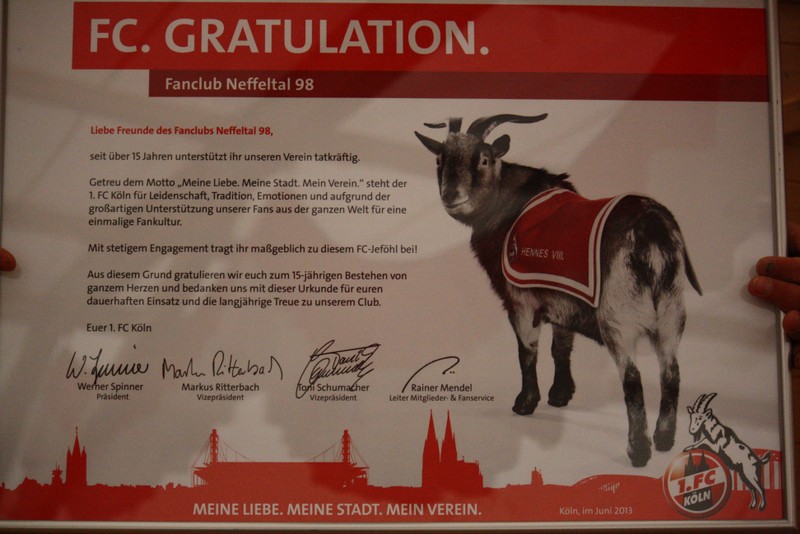 FC. GRATULATION.
Fanclub Neffeltal 98
Liebe Freunde des Fanclubs Neffeltal 98,
seit über 15 Jahren unterstützt ihr unseren Verein tatkräftig.
Getreu dem Motto „Meine Liebe. Meine Stadt. Mein Verein.“ steht der
1. FC Köln für Leidenschaft, Tradition, Emotionen und aufgrund der
großartigen Unterstützung unserer Fans aus der ganzen Welt für eine
einmalige Fankultur.
Mit stetigem Engagement tragt ihr maßgeblich zu diesem FC-Jeföhl bei!
Aus diesem Grund gratulieren wir euch zum 15-jährigen Bestehen von
ganzem Herzen und bedanken uns mit dieser Urkunde für euren
dauerhaften Einsatz und die langjährige Treue zu unserem Club.
Euer 1. FC Köln
HENNES VIII.
Markus Ritterbach
Werner Spinner
Präsident
Markus Ritterbach
Vizepräsident
Toni Schumacher
Vizepräsident
Rainer Mendel
Leiter Mitglieder- & Fanservice
1.FC
KÖLN
MEINE LIEBE. MEINE STADT. MEIN VEREIN.
Köln, im Juni 2013